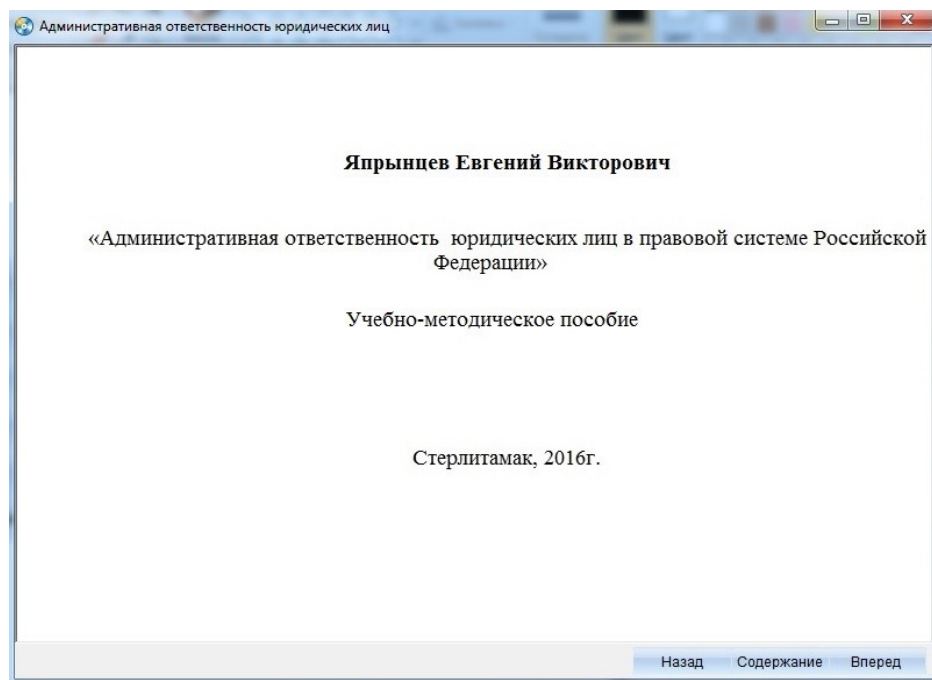 Административная ответственность юридических лиц
Япрынцев Евгений Викторович
«Административная ответственность юридических лиц в правовой системе Российской
Федерации»
Учебно-методическое пособие
Стерлитамак, 2016г.
Назад Содержание Вперед